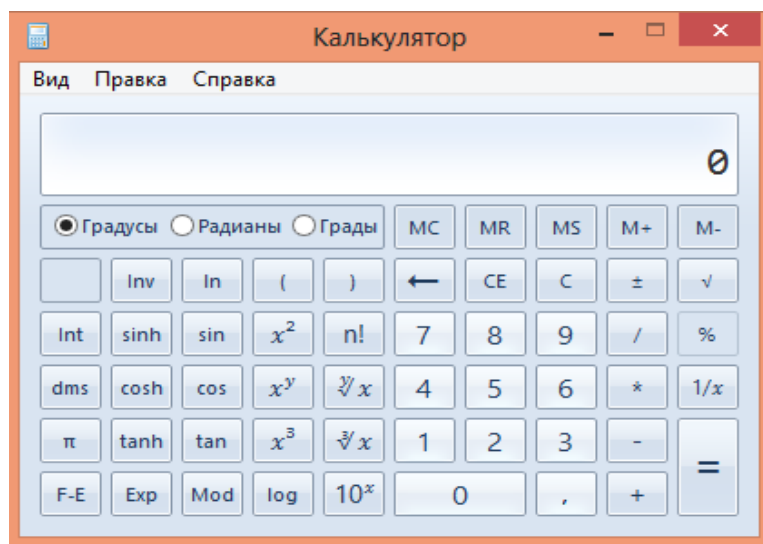 Калькулятор
Вид Правка Справка
0
Градусы Радианы Грады MC MR MS M+ M-
Inv In ( ) ← CE C ± √
Int sinh sin x² n! 7 8 9 / %
dms cosh cos xʸ ʸ√x 4 5 6 * 1/x
π tanh tan x³ ³√x 1 2 3 - =
F-E Exp Mod log 10ˣ 0 , +